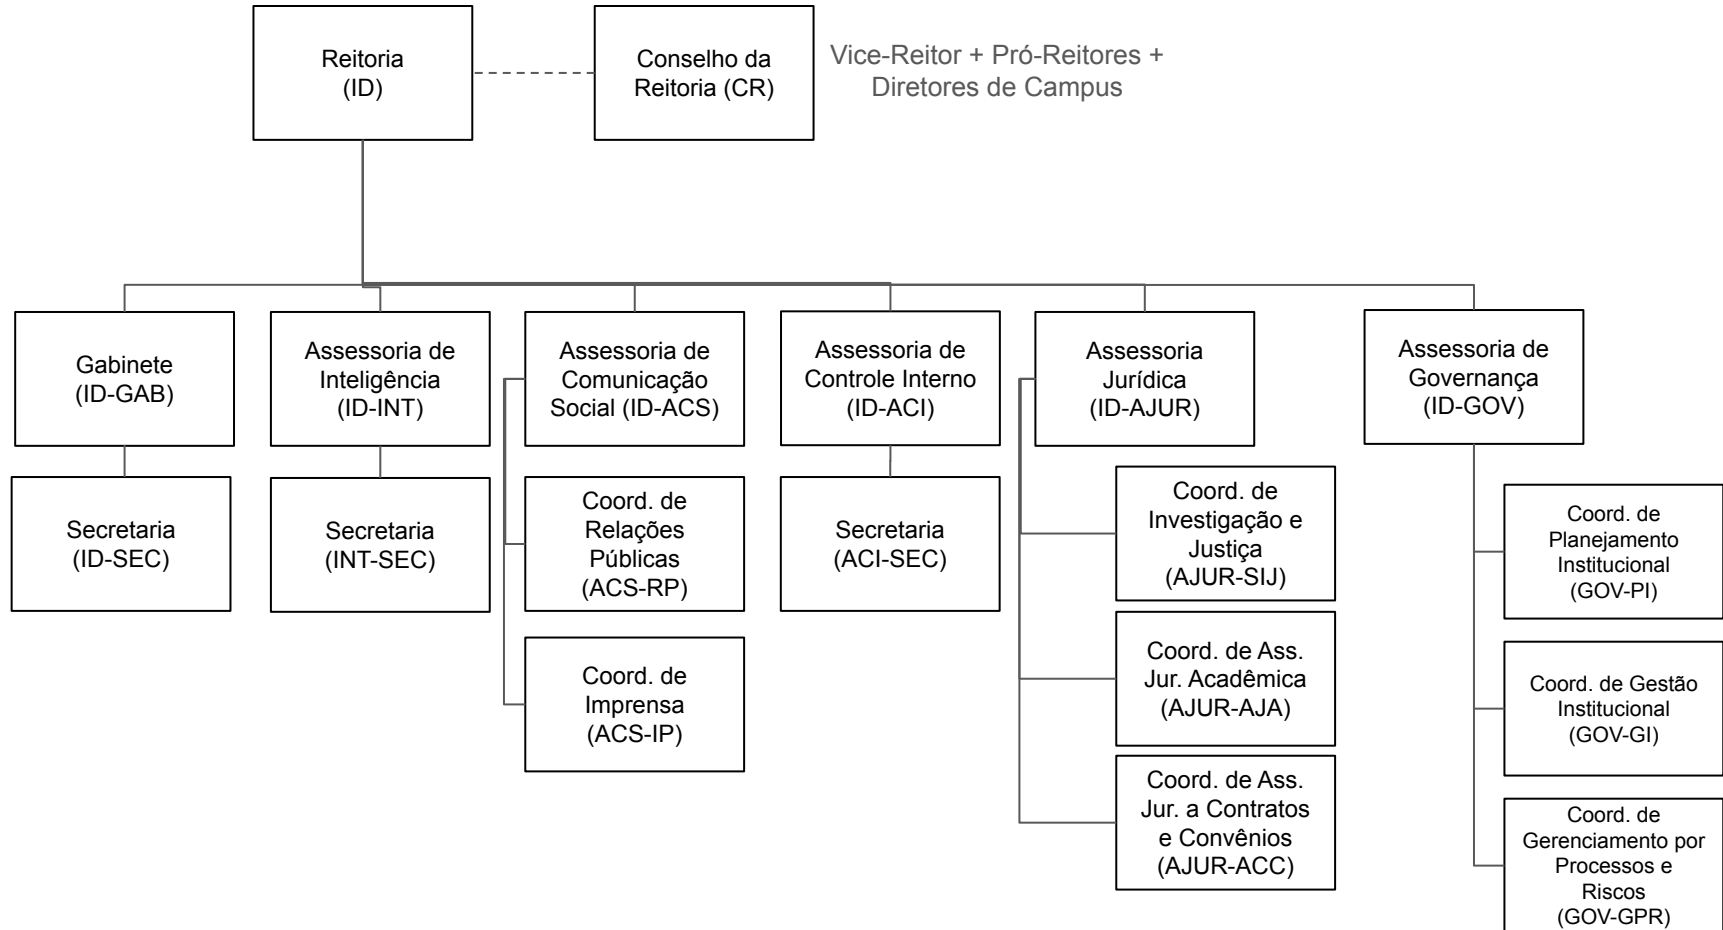 Reitoria
(ID)
Conselho da
Reitoria (CR)
Vice-Reitor + Pró-Reitores +
Diretores de Campus
Gabinete
(ID-GAB)
Assessoria de
Inteligência
(ID-INT)
Assessoria de
Comunicação
Social (ID-ACS)
Assessoria de
Controle Interno
(ID-ACI)
Assessoria
Jurídica
(ID-AJUR)
Assessoria de
Governança
(ID-GOV)
Secretaria
(ID-SEC)
Secretaria
(INT-SEC)
Coord. de
Relações
Públicas
(ACS-RP)
Secretaria
(ACI-SEC)
Coord. de
Investigação e
Justiça
(AJUR-SIJ)
Coord. de
Planejamento
Institucional
(GOV-PI)
Coord. de
Imprensa
(ACS-IP)
Coord. de Ass.
Jur. Acadêmica
(AJUR-AJA)
Coord. de Gestão
Institucional
(GOV-GI)
Coord. de Ass.
Jur. a Contratos
e Convênios
(AJUR-ACC)
Coord. de
Gerenciamento por
Processos e
Riscos
(GOV-GPR)